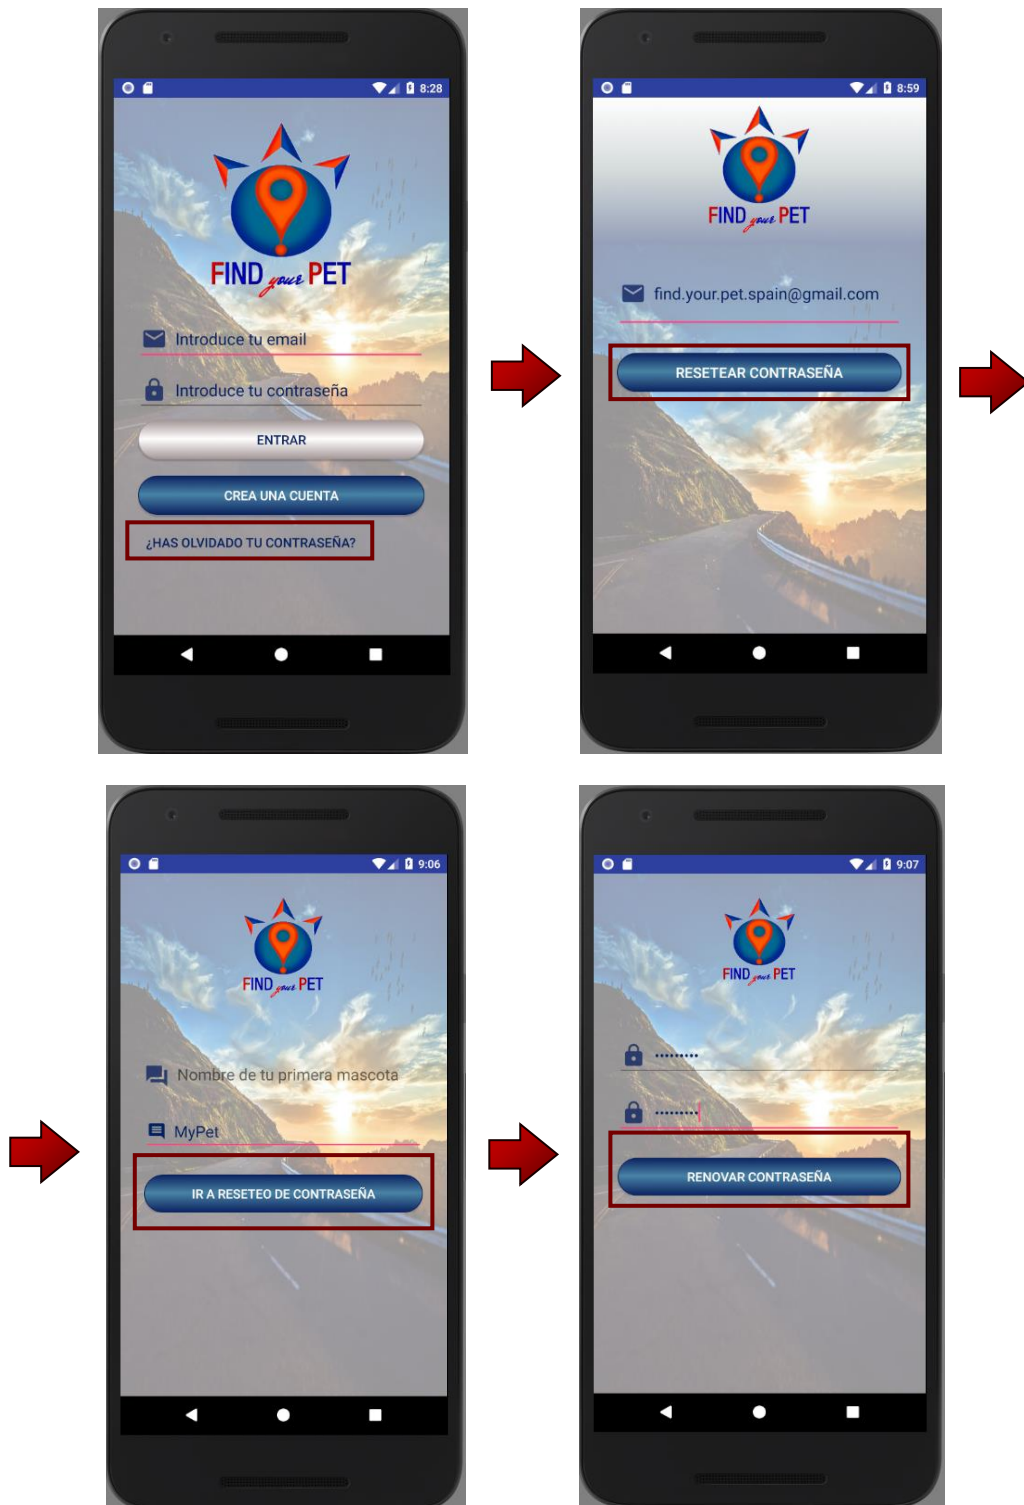 8:28
FIND your PET
Introduce tu email
Introduce tu contraseña
ENTRAR
CREA UNA CUENTA
¿HAS OLVIDADO TU CONTRASEÑA?
8:59
FIND your PET
find.your.pet.spain@gmail.com
RESETEAR CONTRASEÑA
9:06
FIND your PET
Nombre de tu primera mascota
MyPet
IR A RESETEO DE CONTRASEÑA
9:07
FIND your PET
•••••••••
•••••••••
RENOVAR CONTRASEÑA